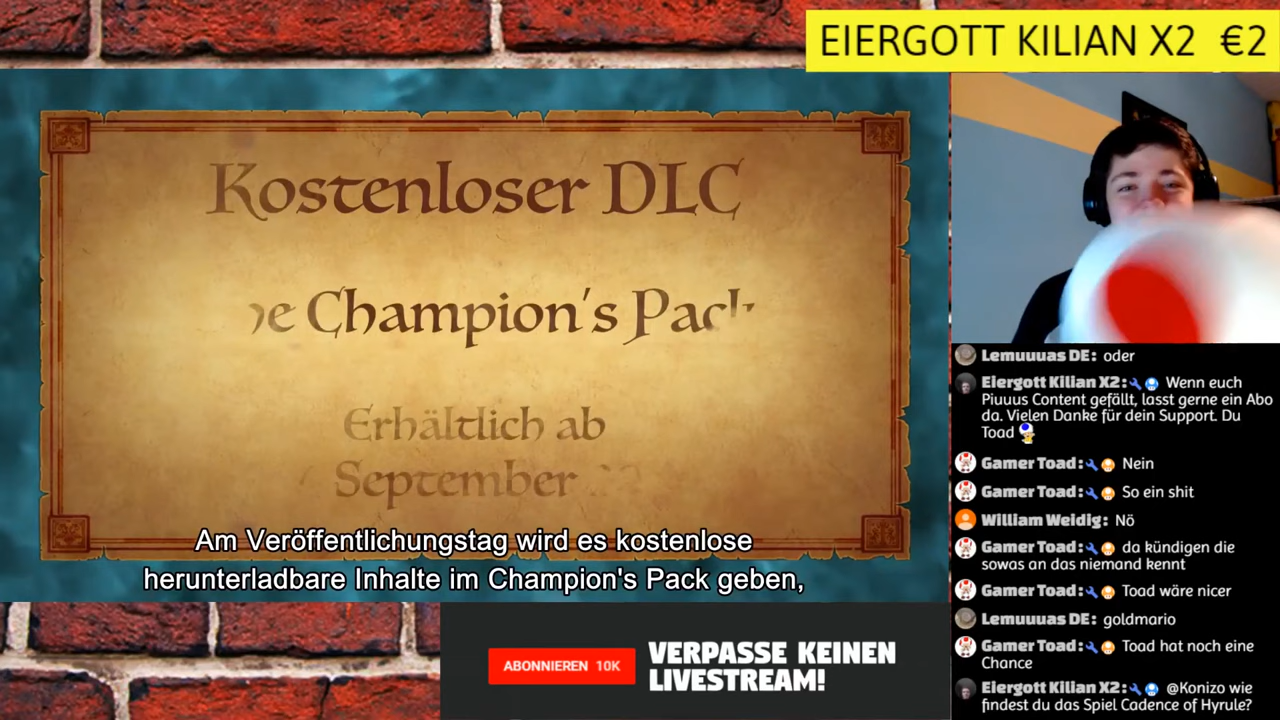 EIERGOTT KILIAN X2 €2
Kostenloser DLC
Champion's Pack
Erhältlich ab
September
Am Veröffentlichungstag wird es kostenlose
herunterladbare Inhalte im Champion's Pack geben,
ABONNIEREN 10K
VERPASSE KEINEN
LIVESTREAM!
Lemuuuas DE: oder
Eiergott Kilian X2: Wenn euch
Piuuus Content gefällt, lasst gerne ein Abo
da. Vielen Danke für dein Support. Du
Toad
Gamer Toad: Nein
Gamer Toad: So ein shit
William Weidig: Nö
Gamer Toad: da kündigen die
sowas an das niemand kennt
Gamer Toad: Toad wäre nicer
Lemuuuas DE: goldmario
Gamer Toad: Toad hat noch eine
Chance
Eiergott Kilian X2: @Konizo wie
findest du das Spiel Cadence of Hyrule?